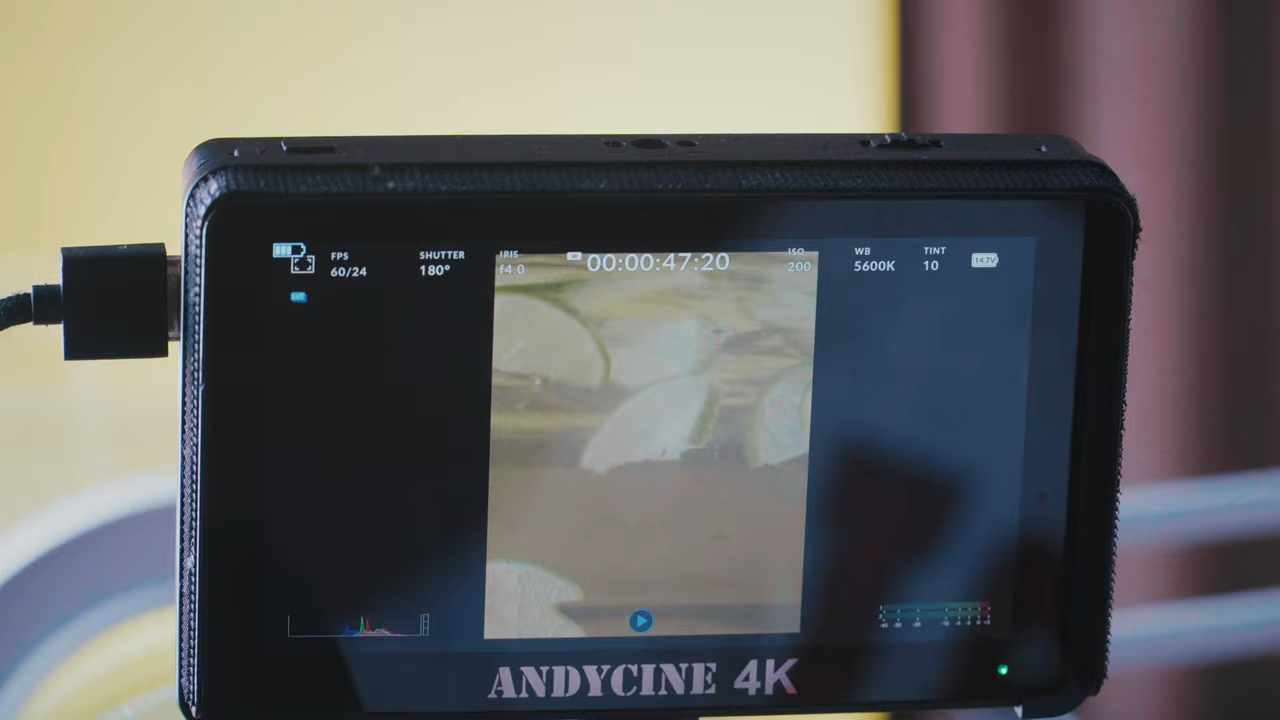 FPS
60/24
SHUTTER
180°
IRIS
f4.0
W
00:00:47:20
ISO
200
WB
5600K
TINT
10
14.7V
LUT
ANDYCINE 4K